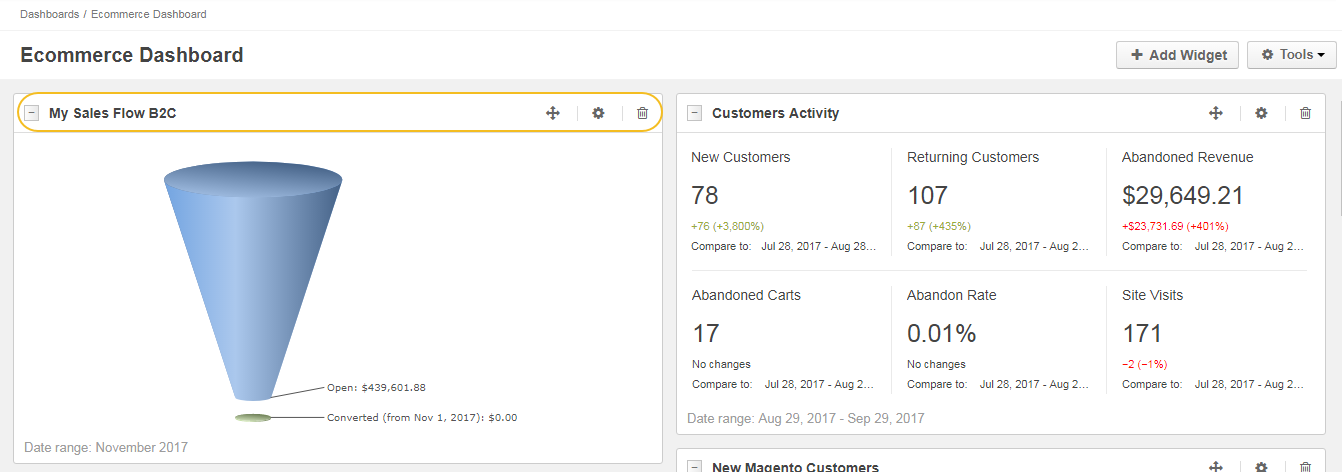 Dashboards / Ecommerce Dashboard
Ecommerce Dashboard
Add Widget
Tools
My Sales Flow B2C
Open: $439,601.88
Converted (from Nov 1, 2017): $0.00
Date range: November 2017
Customers Activity
New Customers
78
+76 (+3,800%)
Compare to: Jul 28, 2017 - Aug 28...
Returning Customers
107
+87 (+435%)
Compare to: Jul 28, 2017 - Aug 2...
Abandoned Revenue
$29,649.21
+$23,731.69 (+401%)
Compare to: Jul 28, 2017 - Aug 2...
Abandoned Carts
17
No changes
Compare to: Jul 28, 2017 - Aug 2...
Abandon Rate
0.01%
No changes
Compare to: Jul 28, 2017 - Aug 2...
Site Visits
171
−2 (−1%)
Compare to: Jul 28, 2017 - Aug 2...
Date range: Aug 29, 2017 - Sep 29, 2017
New Magento Customers